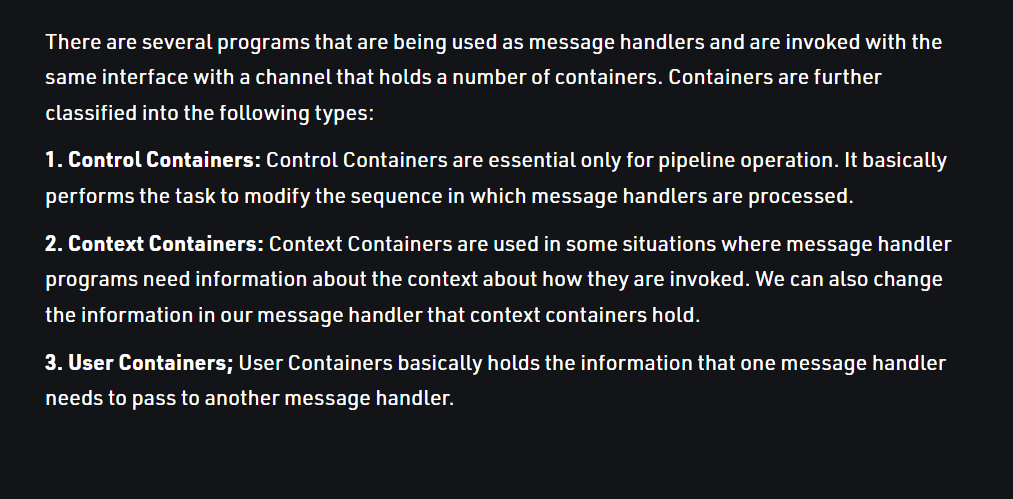 There are several programs that are being used as message handlers and are invoked with the
same interface with a channel that holds a number of containers. Containers are further
classified into the following types:
1. Control Containers: Control Containers are essential only for pipeline operation. It basically
performs the task to modify the sequence in which message handlers are processed.
2. Context Containers: Context Containers are used in some situations where message handler
programs need information about the context about how they are invoked. We can also change
the information in our message handler that context containers hold.
3. User Containers; User Containers basically holds the information that one message handler
needs to pass to another message handler.